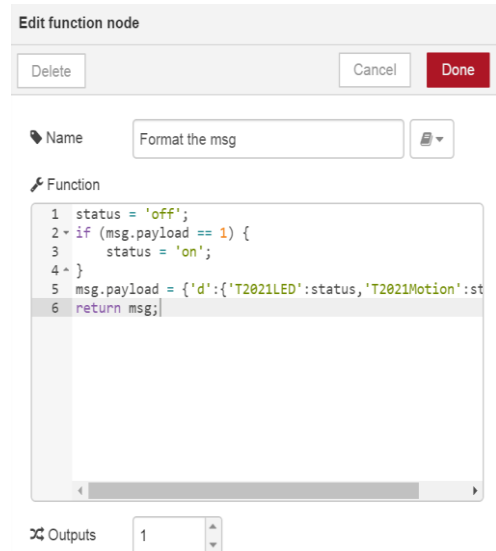 Edit function node
Delete Cancel Done
Name Format the msg
Function
1 status = 'off';
2 if (msg.payload == 1) {
3 status = 'on';
4 }
5 msg.payload = {'d':{'T2021LED':status,'T2021Motion':st
6 return msg;
Outputs 1